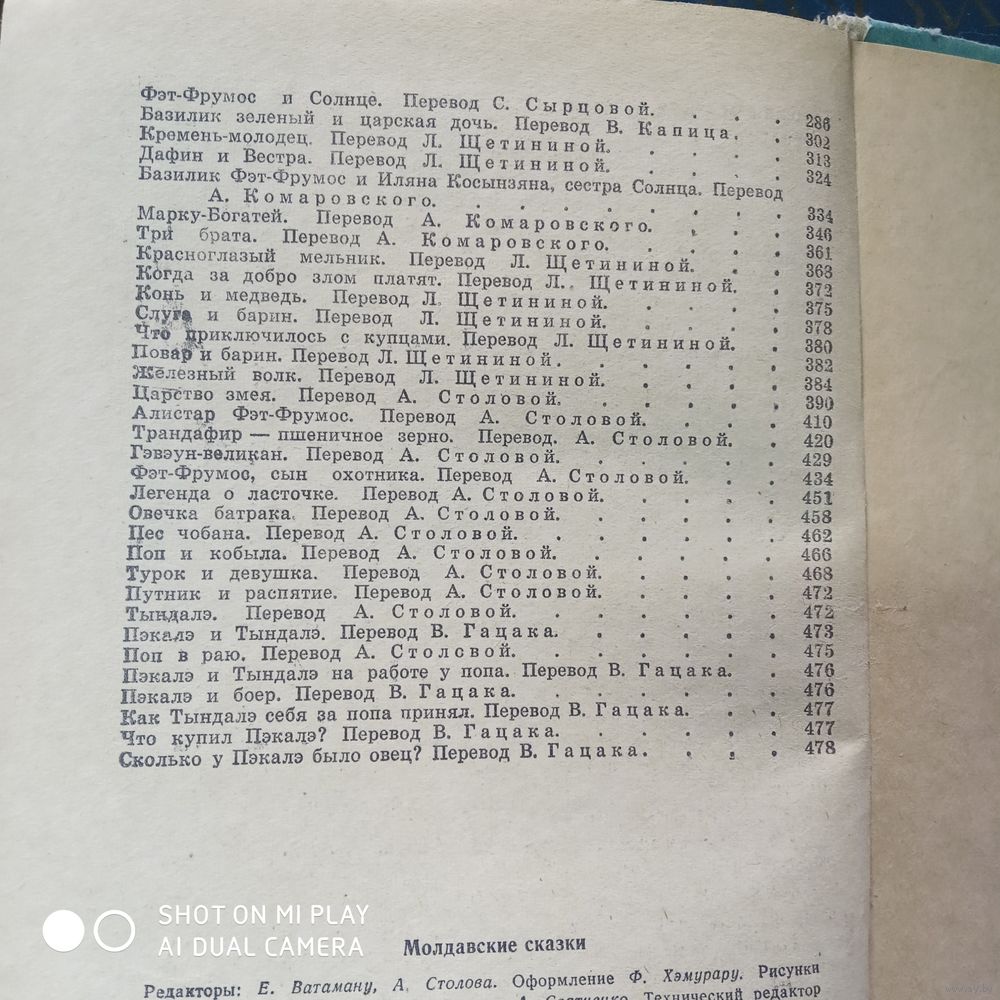 Фэт-Фрумос и Солнце. Перевод С. Сырцовой. . . . 286
Базилик зеленый и царская дочь. Перевод В. Капица. . 302
Кремень-молодец. Перевод Л. Щетининой. . . . . 313
Дафин и Вестра. Перевод Л. Щетининой. . . . . 324
Базилик Фэт-Фрумос и Иляна Косынзяна, сестра Солнца. Перевод
А. Комаровского. . . . . . . . . 334
Марку-Богатей. Перевод А. Комаровского. . . . 346
Три брата. Перевод А. Комаровского. . . . . 361
Красноглазый мельник. Перевод Л. Щетининой. . . 363
Когда за добро злом платят. Перевод Л. Щетининой. . 372
Конь и медведь. Перевод Л. Щетининой. . . . . 375
Слуга и барин. Перевод Л. Щетининой. . . . . 378
Что приключилось с купцами. Перевод Л. Щетининой. . 380
Повар и барин. Перевод Л. Щетининой. . . . . . 382
Железный волк. Перевод Л. Щетининой. . . . . 384
Царство змея. Перевод А. Столовой. . . . . . 390
Алистар Фэт-Фрумос. Перевод А. Столовой. . . . 410
Трандафир — пшеничное зерно. Перевод. А. Столовой. . 420
Гэвэун-великан. Перевод А. Столовой. . . . . . 429
Фэт-Фрумос, сын охотника. Перевод А. Столовой. . . 434
Легенда о ласточке. Перевод А. Столовой. . . . . 451
Овечка батрака. Перевод А. Столовой. . . . . . 458
Пес чобана. Перевод А. Столовой. . . . . . . 462
Поп и кобыла. Перевод А. Столовой. . . . . . 466
Турок и девушка. Перевод А. Столовой. . . . . 468
Путник и распятие. Перевод А. Столовой. . . . . 472
Тындалэ. Перевод А. Столовой. . . . . . . 472
Пэкалэ и Тындалэ. Перевод В. Гацака. . . . . . 473
Поп в раю. Перевод А. Столовой. . . . . . . 475
Пэкалэ и Тындалэ на работе у попа. Перевод В. Гацака. . 476
Пэкалэ и боер. Перевод В. Гацака. . . . . . . 476
Как Тындалэ себя за попа принял. Перевод В. Гацака. . . 477
Что купил Пэкалэ? Перевод В. Гацака. . . . . . 477
Сколько у Пэкалэ было овец? Перевод В. Гацака. . . . 478
SHOT ON MI PLAY
AI DUAL CAMERA
Молдавские сказки
Редакторы: Е. Ватаману, А. Столова. Оформление Ф. Хэмурару. Рисунки
Технический редактор